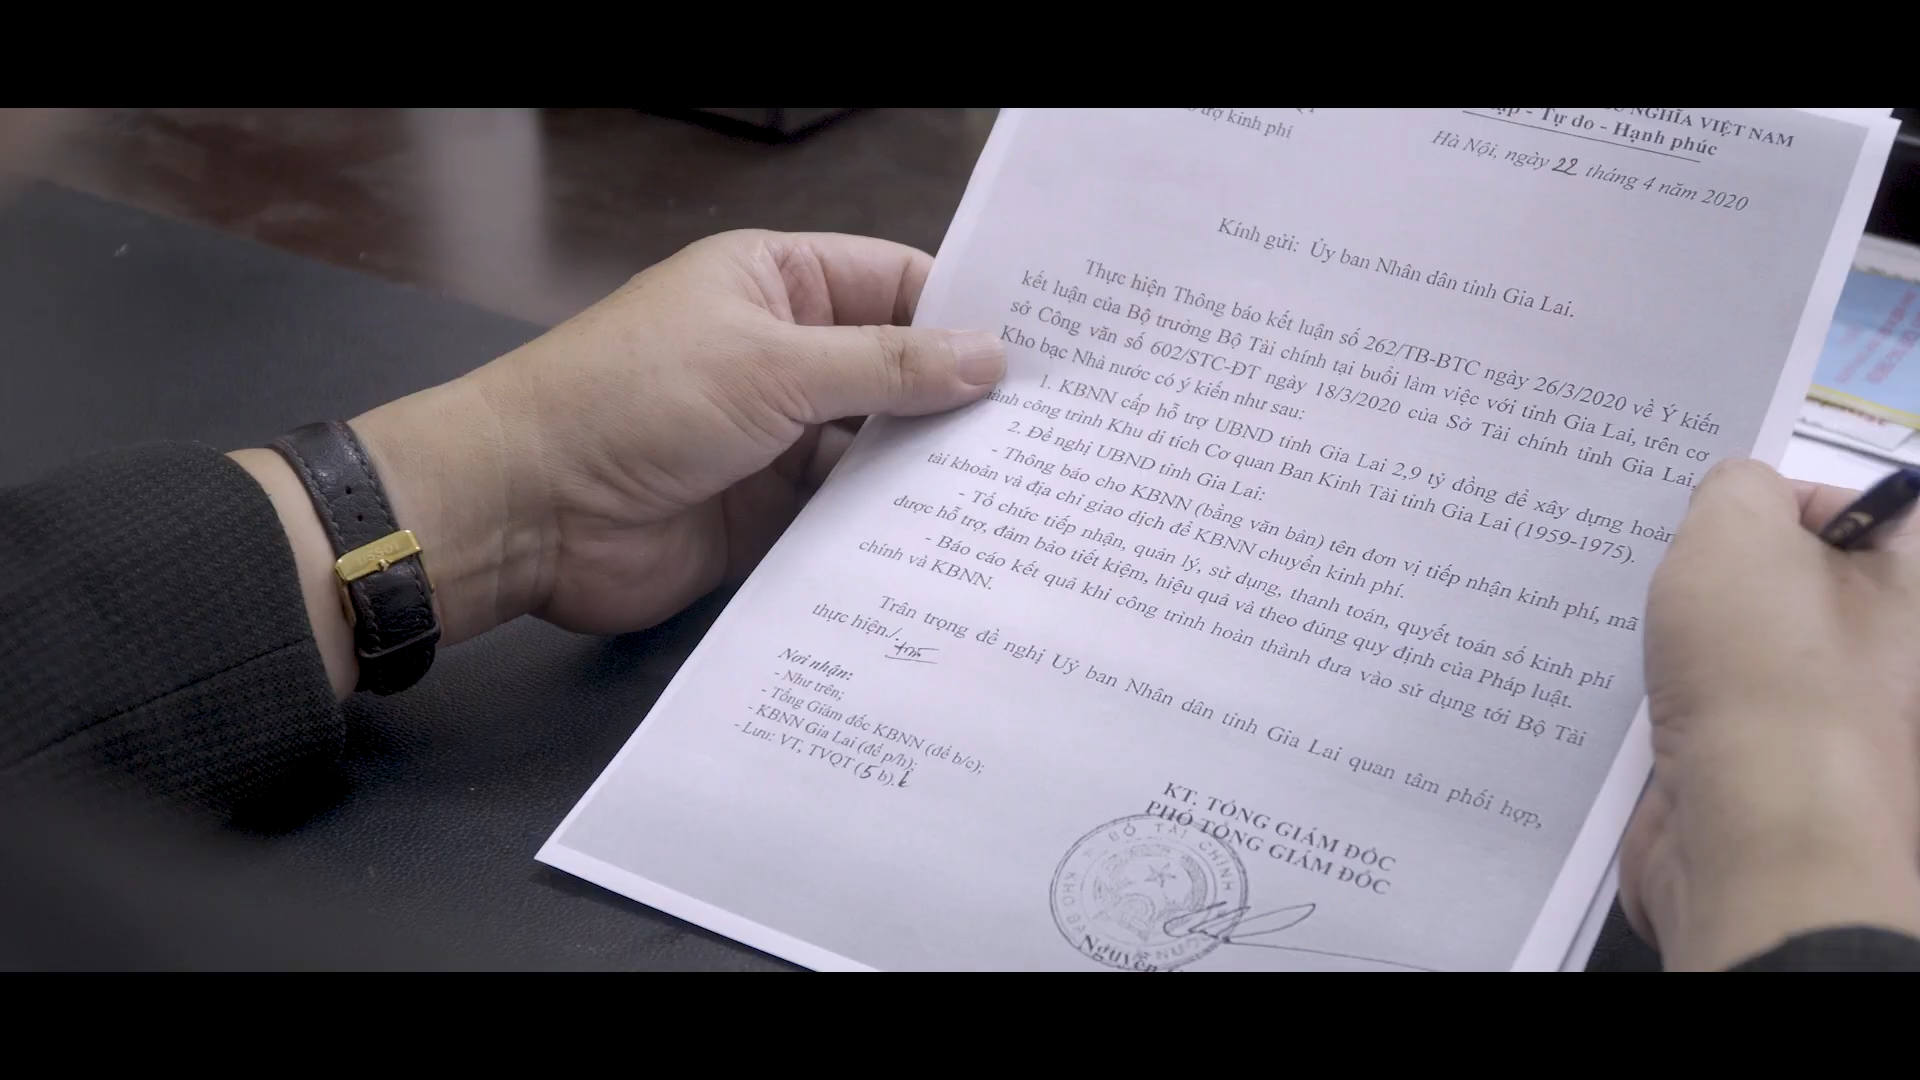 NGHĨA VIỆT NAM
- Tự do - Hạnh phúc
trợ kinh phí
Hà Nội, ngày 22 tháng 4 năm 2020
Kính gửi: Ủy ban Nhân dân tỉnh Gia Lai.
Thực hiện Thông báo kết luận số 262/TB-BTC ngày 26/3/2020 về Ý kiến
kết luận của Bộ trưởng Bộ Tài chính tại buổi làm việc với tỉnh Gia Lai, trên cơ
sở Công văn số 602/STC-ĐT ngày 18/3/2020 của Sở Tài chính tỉnh Gia Lai,
Kho bạc Nhà nước có ý kiến như sau:
1. KBNN cấp hỗ trợ UBND tỉnh Gia Lai 2,9 tỷ đồng để xây dựng hoàn
thành công trình Khu di tích Cơ quan Ban Kinh Tài tỉnh Gia Lai (1959-1975).
2. Đề nghị UBND tỉnh Gia Lai:
- Thông báo cho KBNN (bằng văn bản) tên đơn vị tiếp nhận kinh phí, mã
tài khoản và địa chỉ giao dịch để KBNN chuyển kinh phí.
- Tổ chức tiếp nhận, quản lý, sử dụng, thanh toán, quyết toán số kinh phí
được hỗ trợ, đảm bảo tiết kiệm, hiệu quả và theo đúng quy định của Pháp luật.
- Báo cáo kết quả khi công trình hoàn thành đưa vào sử dụng tới Bộ Tài
chính và KBNN.
Trân trọng đề nghị Uỷ ban Nhân dân tỉnh Gia Lai quan tâm phối hợp,
thực hiện./.
Nơi nhận:
- Như trên;
- Tổng Giám đốc KBNN (để b/c);
- KBNN Gia Lai (để p/h);
- Lưu: VT, TVQT (5 b).
KT. TỔNG GIÁM ĐỐC
PHÓ TỔNG GIÁM ĐỐC
BỘ TÀI CHÍNH
KHO BẠC
Nguyễn
TISSOT